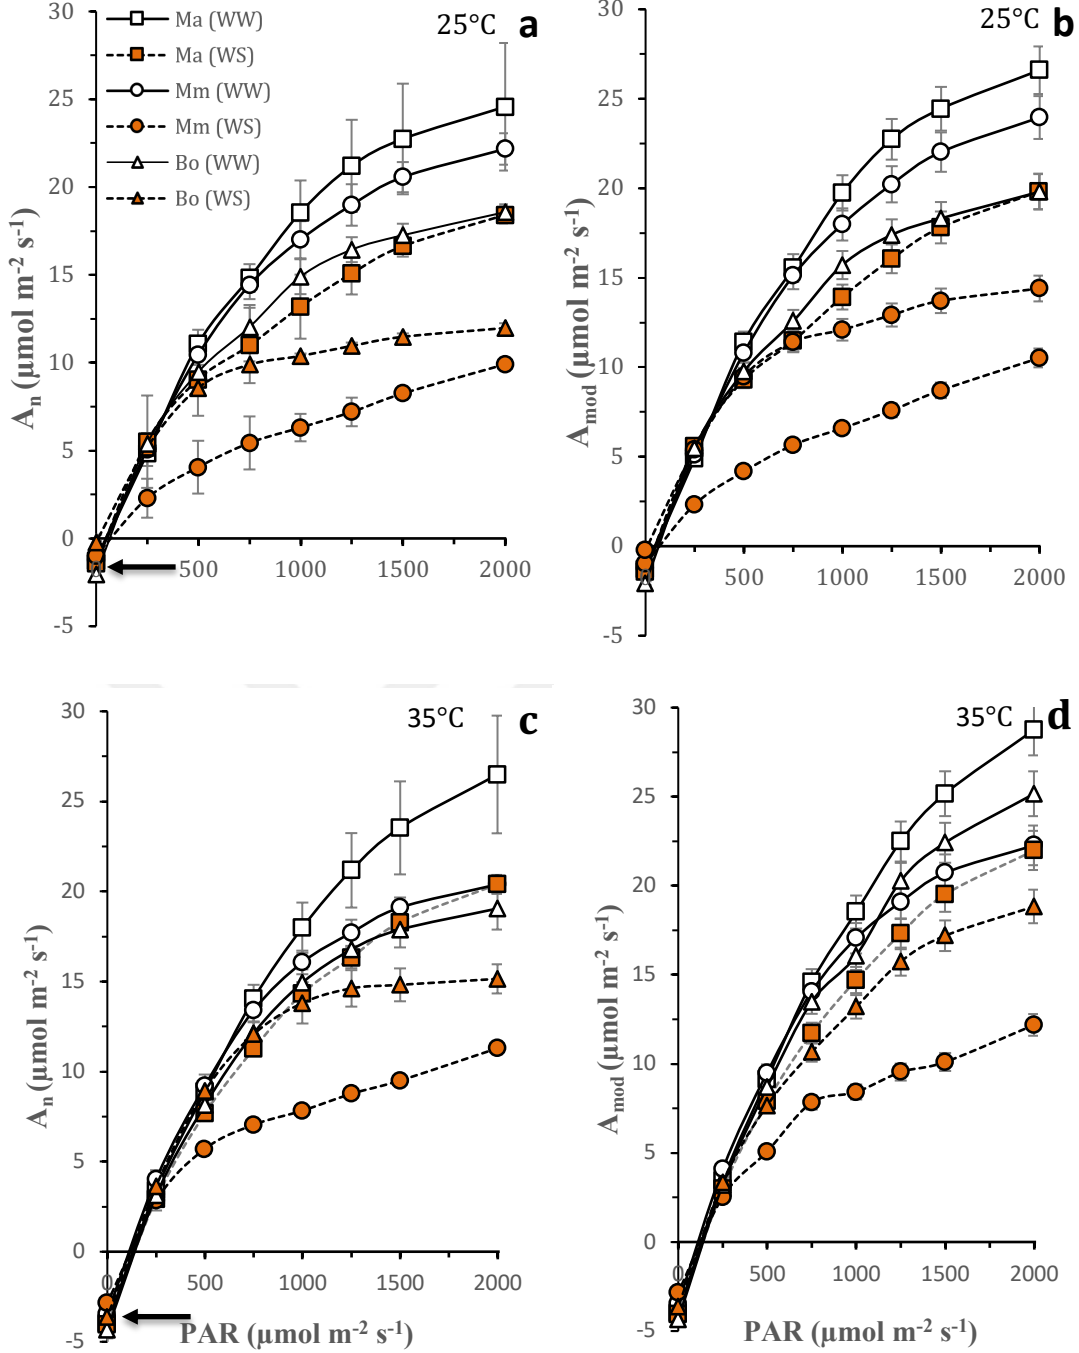 30
25
20
15
10
5
0
-5
Ma (WW)
Ma (WS)
Mm (WW)
Mm (WS)
Bo (WW)
Bo (WS)
25°C a
500 1000 1500 2000
Aₙ (µmol m⁻² s⁻¹)
30
25
20
15
10
5
0
-5
25°C b
500 1000 1500 2000
A_mod (µmol m⁻² s⁻¹)
30
25
20
15
10
5
0
-5
35°C c
0 500 1000 1500 2000
Aₙ (µmol m⁻² s⁻¹)
PAR (µmol m⁻² s⁻¹)
30
25
20
15
10
5
0
-5
35°C d
0 500 1000 1500 2000
A_mod (µmol m⁻² s⁻¹)
PAR (µmol m⁻² s⁻¹)